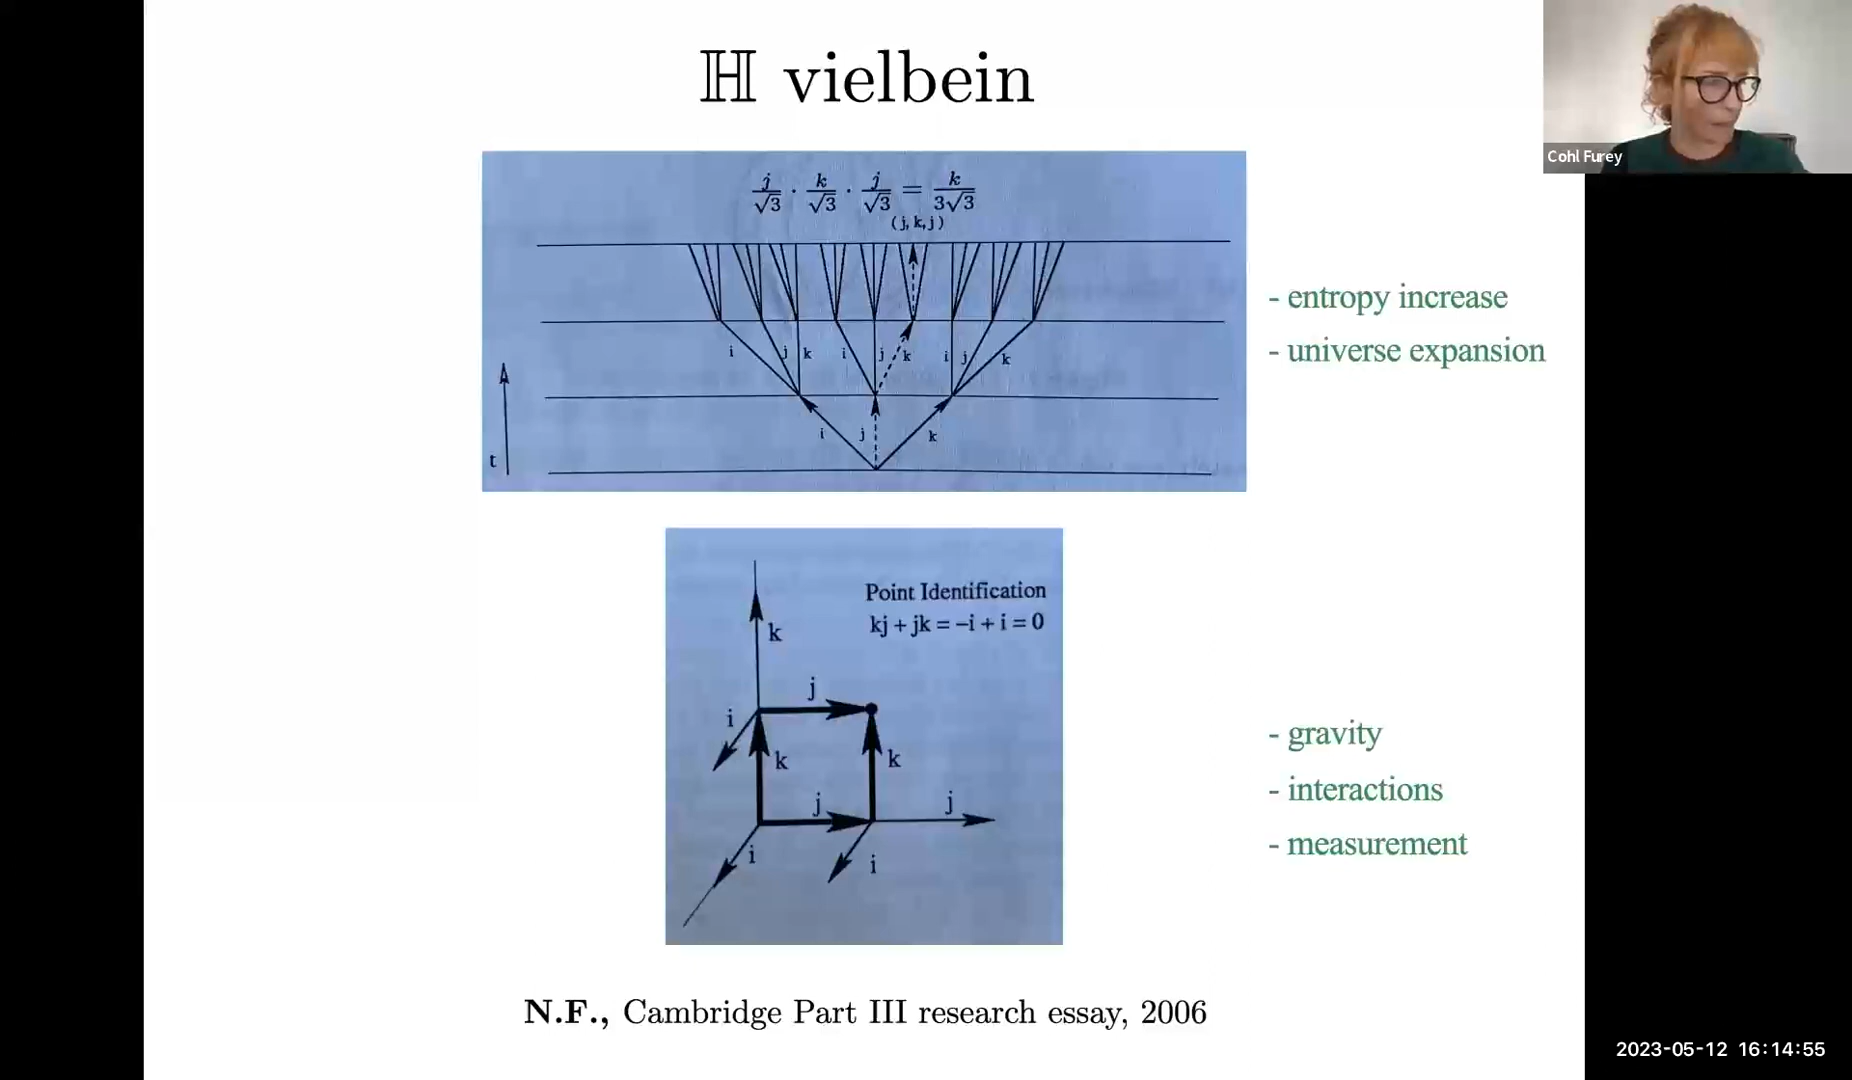 ℍ vielbein
j/√3 · k/√3 · j/√3 = k/3√3
(j, k, j)
i j k i j k i j k
i j k
t
- entropy increase
- universe expansion
Point Identification
kj + jk = −i + i = 0
k
j
i
k k
j j
i i
- gravity
- interactions
- measurement
N.F., Cambridge Part III research essay, 2006
Cohl Furey
2023-05-12 16:14:55